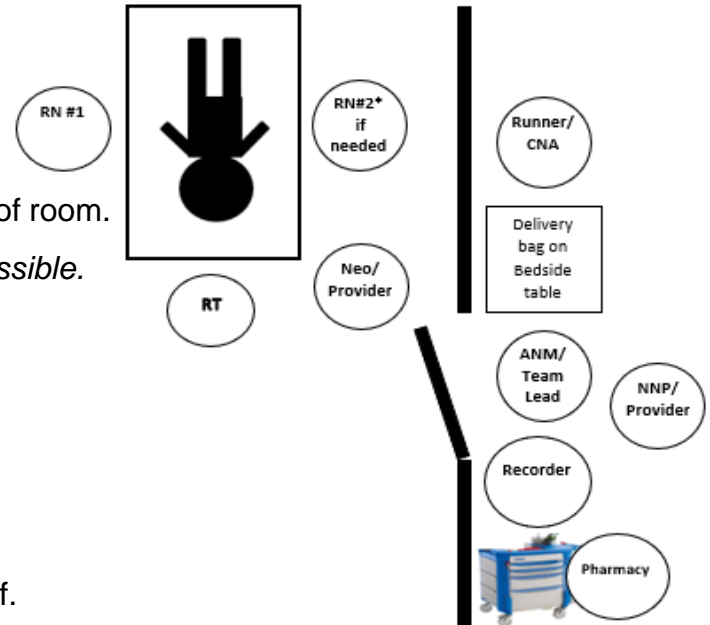 RN #1
RN#2*
if
needed
Runner/
CNA
of room.
ssible.
Delivery
bag on
Bedside
table
Neo/
Provider
RT
ANM/
Team
Lead
NNP/
Provider
Recorder
Pharmacy
f.